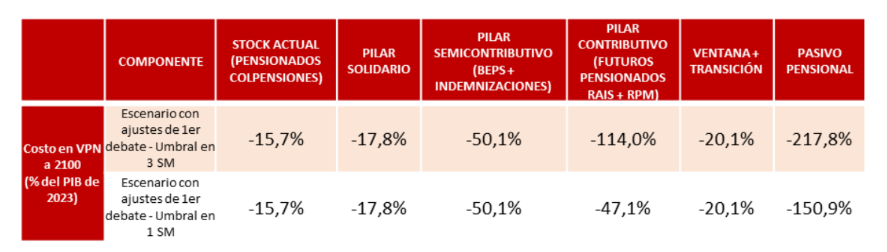 COMPONENTE
STOCK ACTUAL
(PENSIONADOS
COLPENSIONES)
PILAR
SOLIDARIO
PILAR
SEMICONTRIBUTIVO
(BEPS +
INDEMNIZACIONES)
PILAR
CONTRIBUTIVO
(FUTUROS
PENSIONADOS
RAIS + RPM)
VENTANA +
TRANSICIÓN
PASIVO
PENSIONAL
Costo en VPN
a 2100
(% del PIB de
2023)
Escenario con
ajustes de 1er
debate - Umbral en
3 SM
-15,7%
-17,8%
-50,1%
-114,0%
-20,1%
-217,8%
Escenario con
ajustes de 1er
debate - Umbral en
1 SM
-15,7%
-17,8%
-50,1%
-47,1%
-20,1%
-150,9%